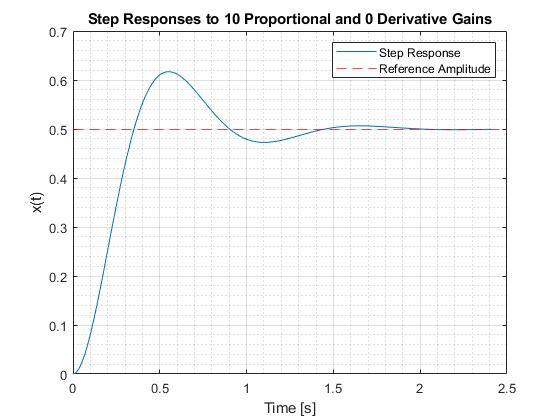 Step Responses to 10 Proportional and 0 Derivative Gains
0.7
0.6
0.5
0.4
0.3
0.2
0.1
0
x(t)
Step Response
Reference Amplitude
0 0.5 1 1.5 2 2.5
Time [s]